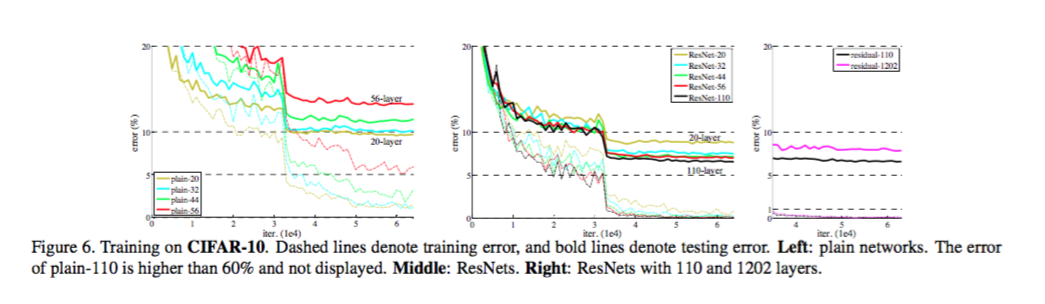 20
10
5
0
error (%)
56-layer
20-layer
plain-20
plain-32
plain-44
plain-56
0 1 2 3 4 5 6
iter. (1e4)
20
10
5
0
error (%)
ResNet-20
ResNet-32
ResNet-44
ResNet-56
ResNet-110
20-layer
110-layer
0 1 2 3 4 5 6
iter. (1e4)
20
10
5
1
0
error (%)
residual-110
residual-1202
4 5 6
iter. (1e4)
Figure 6. Training on CIFAR-10. Dashed lines denote training error, and bold lines denote testing error. Left: plain networks. The error
of plain-110 is higher than 60% and not displayed. Middle: ResNets. Right: ResNets with 110 and 1202 layers.